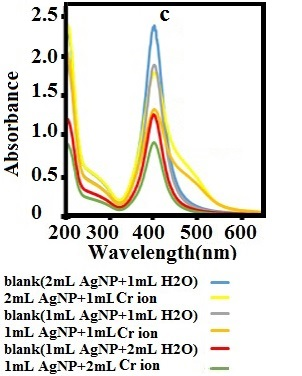 c
Absorbance
2.5
2.0
1.5
1.0
0.5
0
200 300 400 500 600
Wavelength(nm)
blank(2mL AgNP+1mL H2O)
2mL AgNP+1mL Cr ion
blank(1mL AgNP+1mL H2O)
1mL AgNP+1mL Cr ion
blank(1mL AgNP+2mL H2O)
1mL AgNP+2mL Cr ion